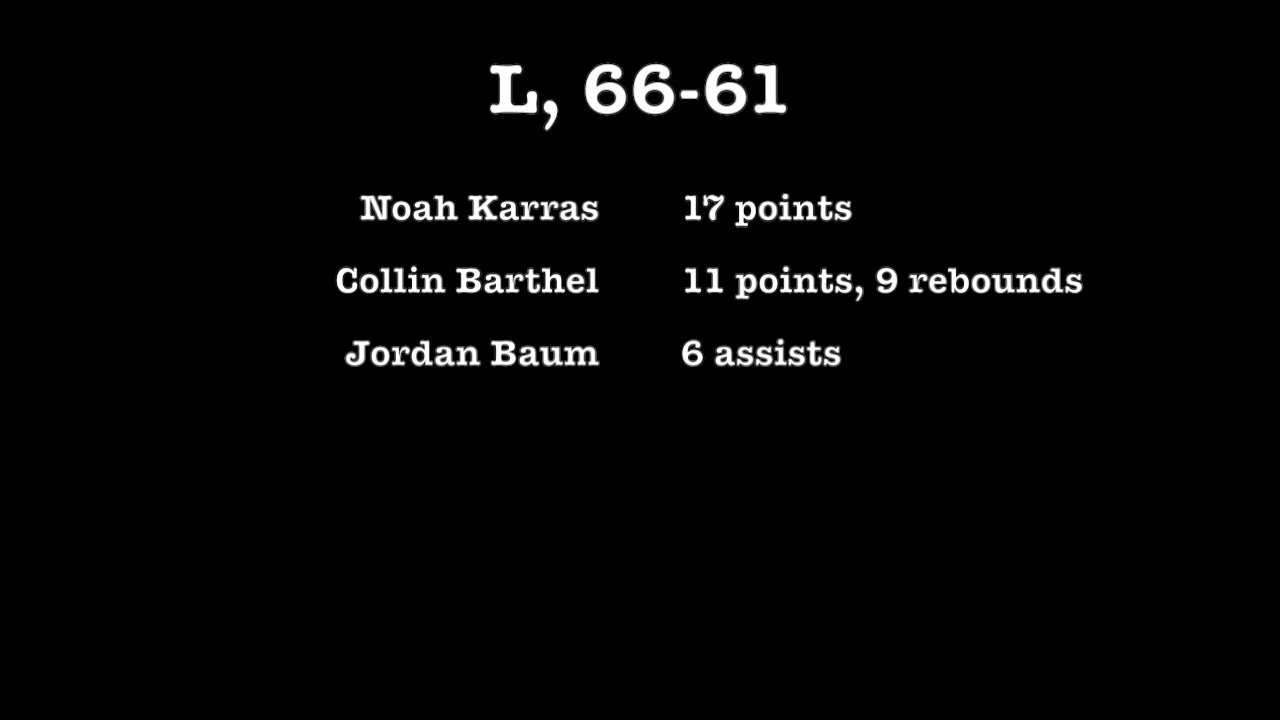 L, 66-61
Noah Karras 17 points
Collin Barthel 11 points, 9 rebounds
Jordan Baum 6 assists